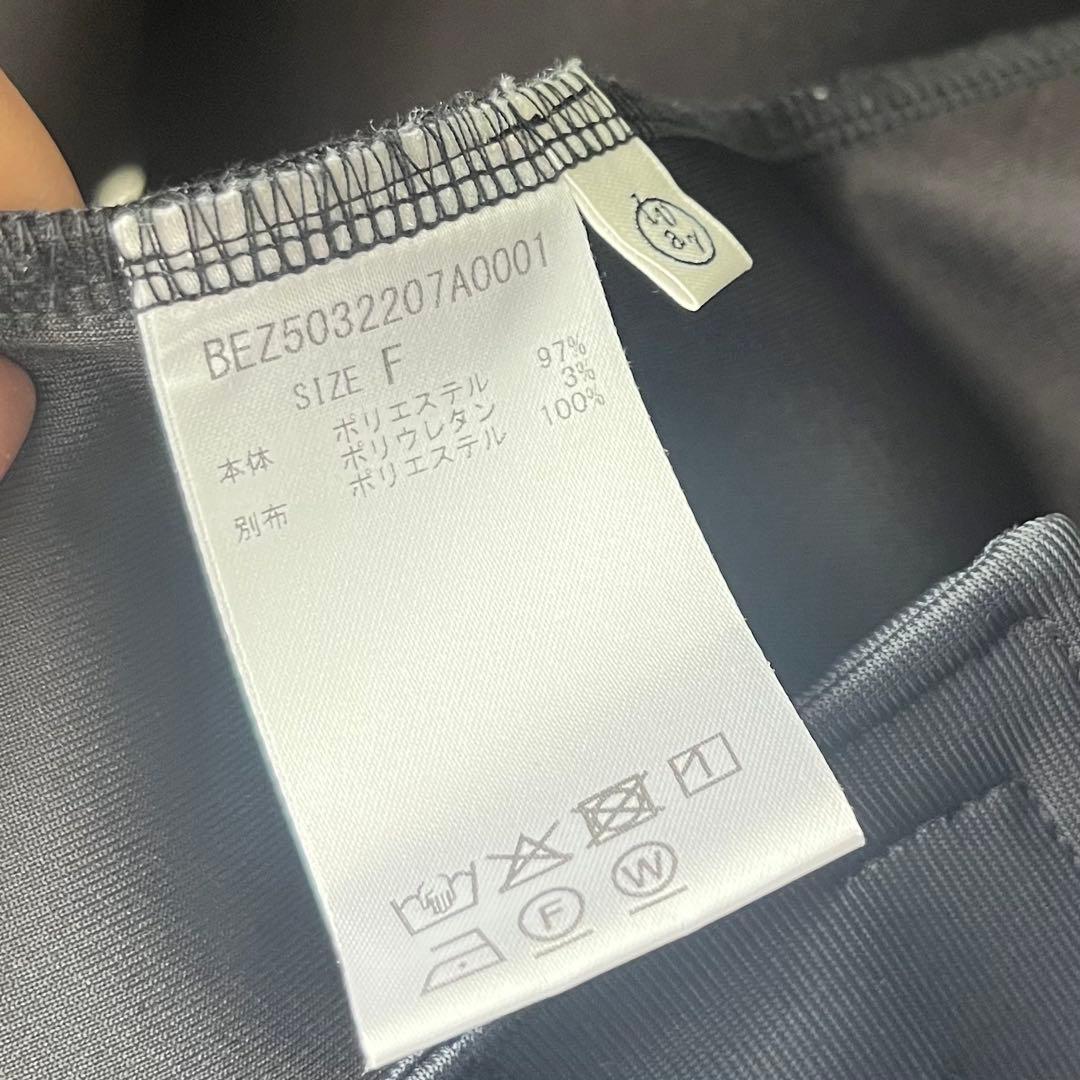 BEZ5032207A0001
SIZE F
本体 ポリエステル 97%
ポリウレタン 3%
別布 ポリエステル 100%
F
W